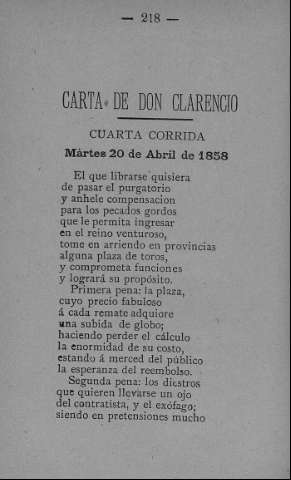 — 218 —
CARTA DE DON CLARENCIO
CUARTA CORRIDA
Mártes 20 de Abril de 1858
El que librarse quisiera
de pasar el purgatorio
y anhele compensacion
para los pecados gordos
que le permita ingresar
en el reino venturoso,
tome en arriendo en provincias
alguna plaza de toros,
y comprometa funciones
y logrará su propósito.
Primera pena: la plaza,
cuyo precio fabuloso
á cada remate adquiore
una subida de globo;
haciendo perder el cálculo
la enormidad de su costo,
estando á merced del público
la esperanza del reembolso.
Segunda pena: los diestros
que quieren llevarse un ojo
del contratista, y el exófago;
siendo en pretensiones mucho